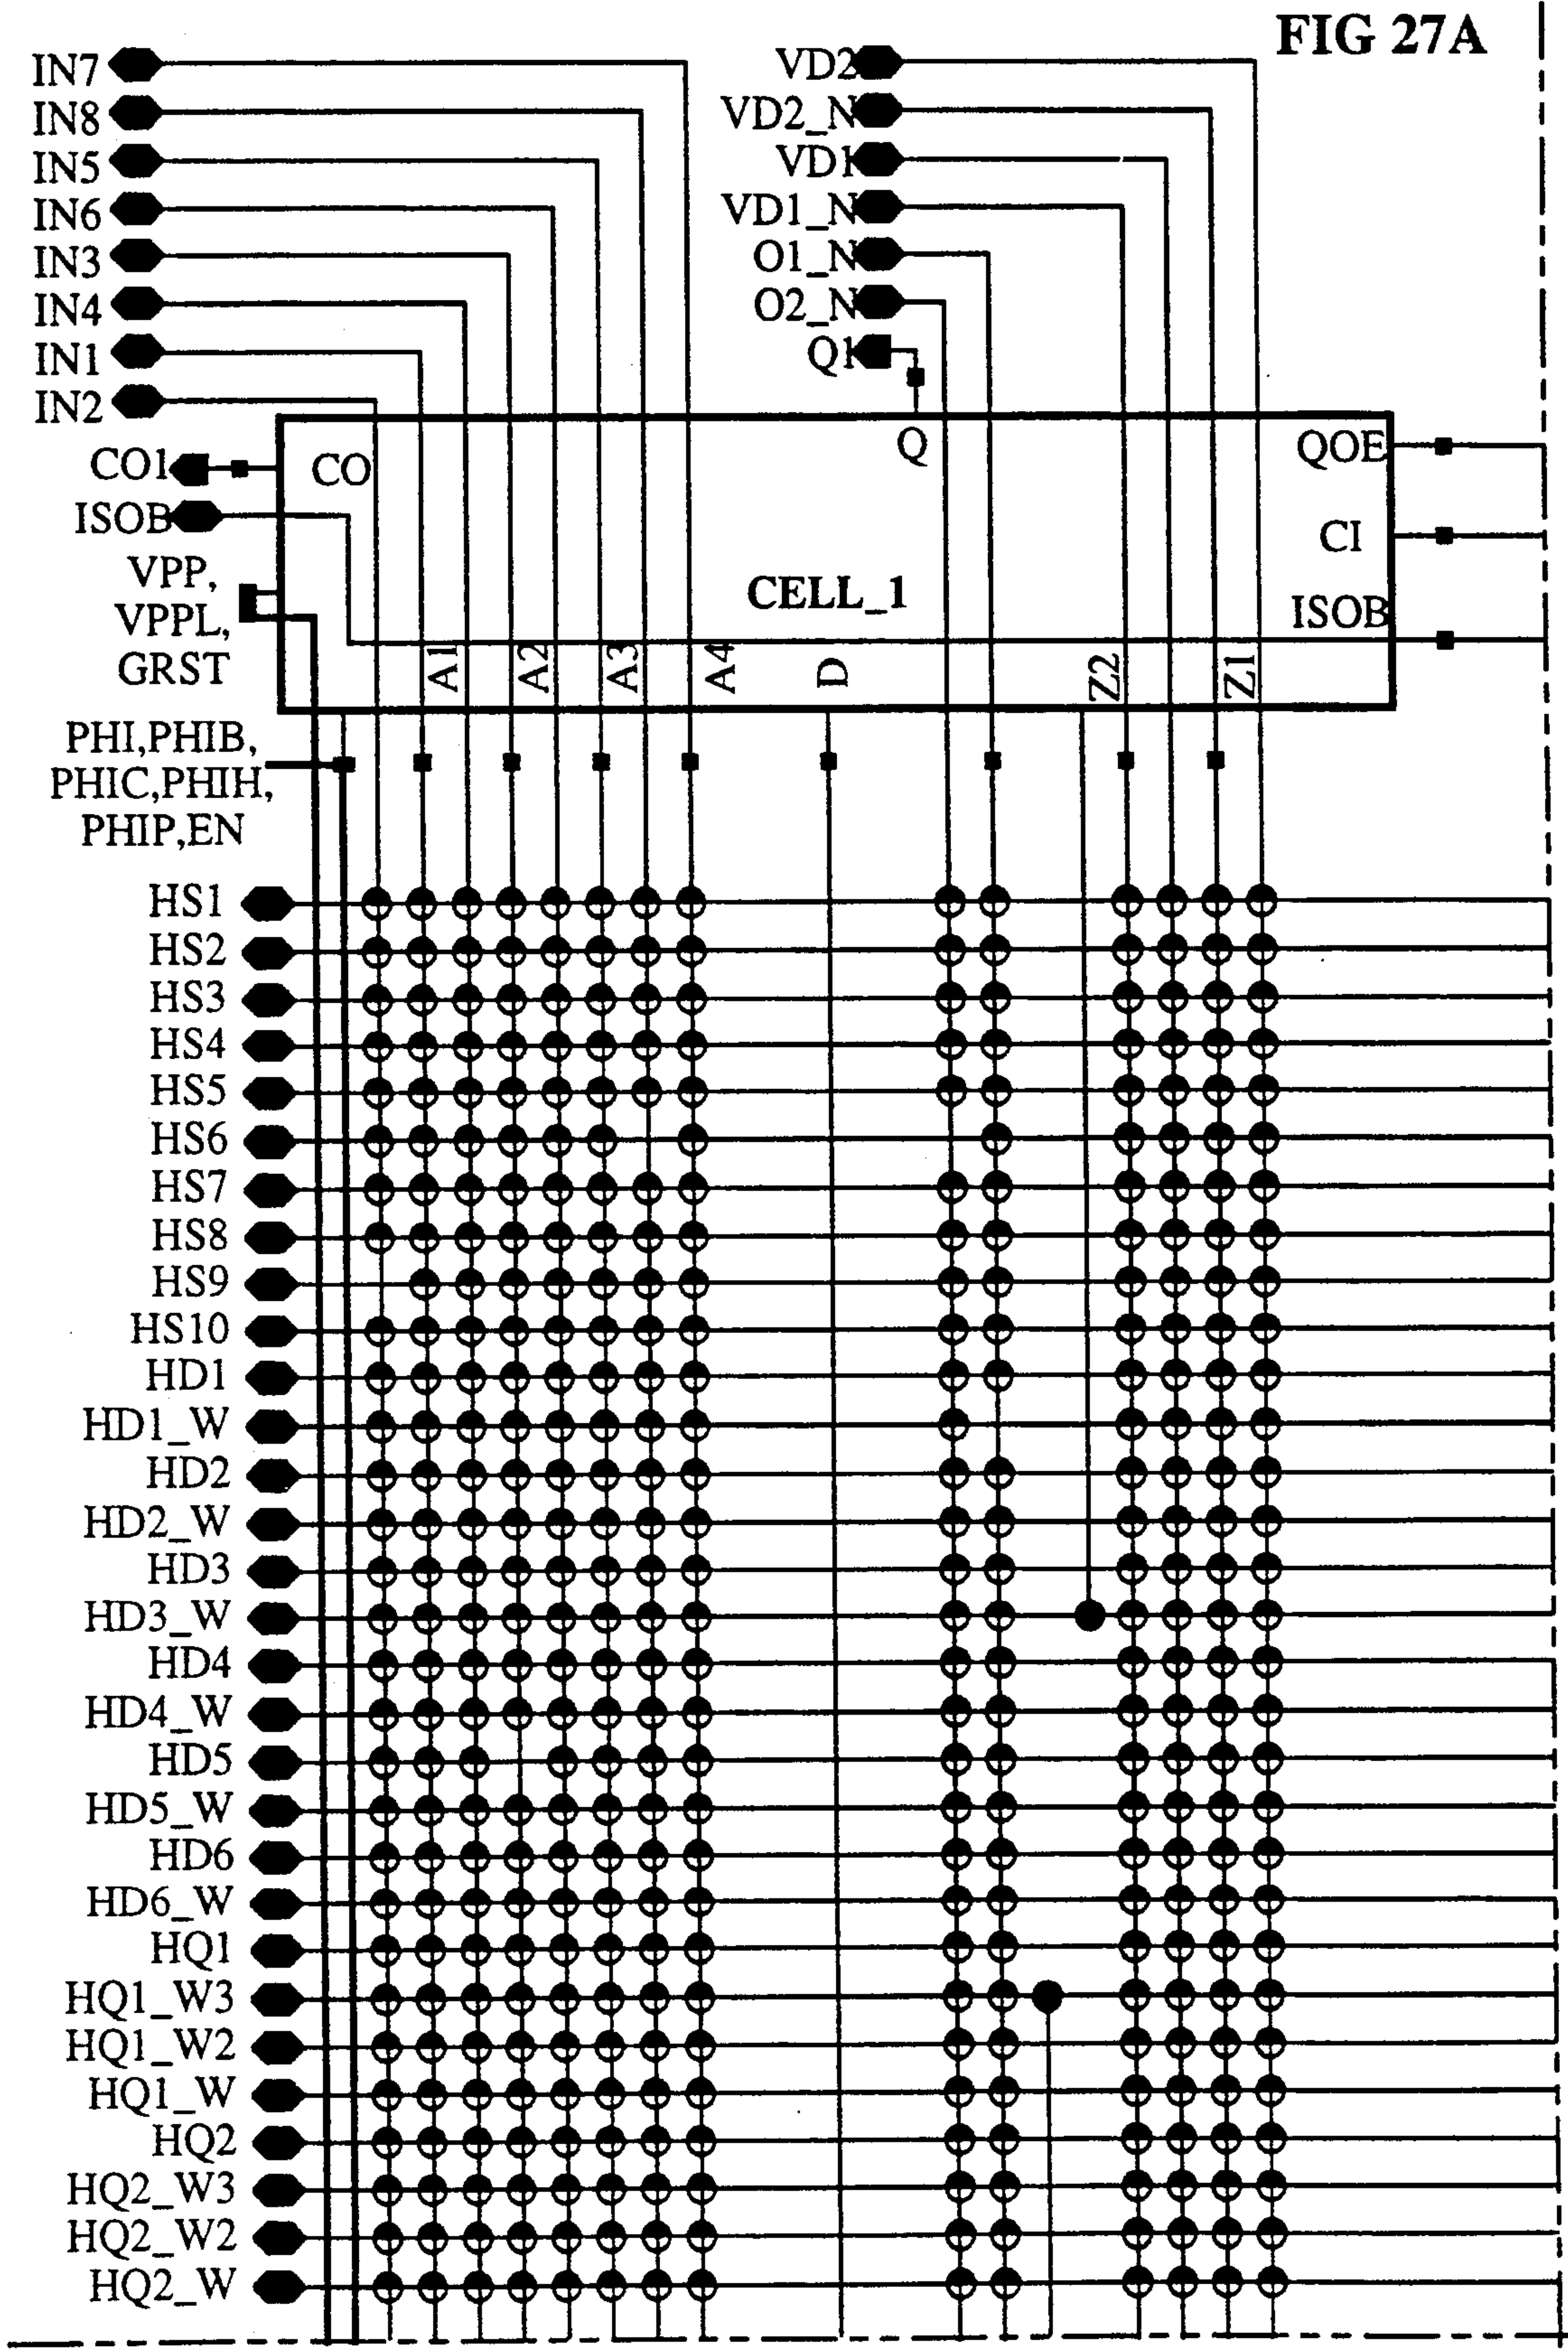 FIG 27A
IN7
IN8
IN5
IN6
IN3
IN4
IN1
IN2
VD2
VD2_N
VD1
VD1_N
O1_N
O2_N
Q1
CO1
ISOB
VPP,
VPPL,
GRST
CO
Q
QOE
CI
ISOB
CELL_1
A1
A2
A3
A4
D
Z2
Z1
PHI,PHIB,
PHIC,PHIH,
PHIP,EN
HS1
HS2
HS3
HS4
HS5
HS6
HS7
HS8
HS9
HS10
HD1
HD1_W
HD2
HD2_W
HD3
HD3_W
HD4
HD4_W
HD5
HD5_W
HD6
HD6_W
HQ1
HQ1_W3
HQ1_W2
HQ1_W
HQ2
HQ2_W3
HQ2_W2
HQ2_W